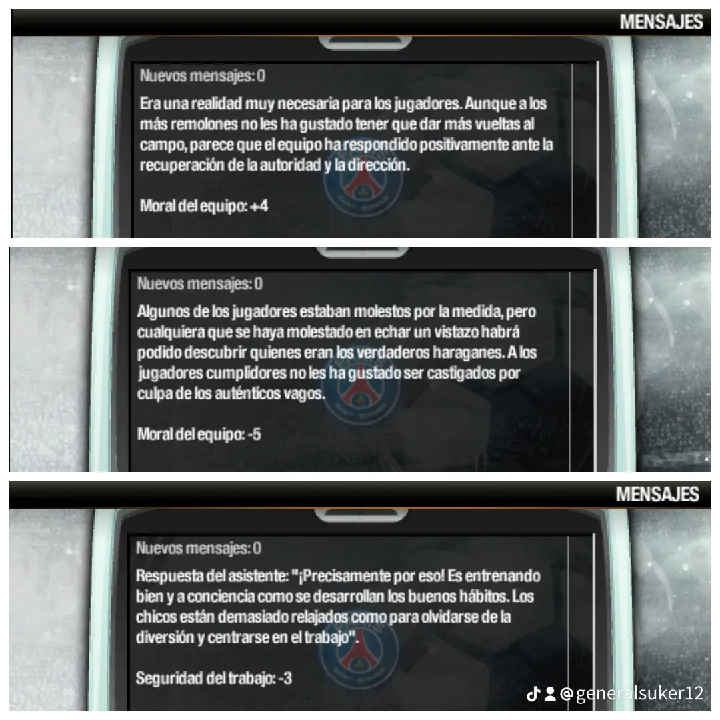 MENSAJES
Nuevos mensajes: 0
Era una realidad muy necesaria para los jugadores. Aunque a los
más remolones no les ha gustado tener que dar más vueltas al
campo, parece que el equipo ha respondido positivamente ante la
recuperación de la autoridad y la dirección.
Moral del equipo: +4
Nuevos mensajes: 0
Algunos de los jugadores estaban molestos por la medida, pero
cualquiera que se haya molestado en echar un vistazo habrá
podido descubrir quienes eran los verdaderos haraganes. A los
jugadores cumplidores no les ha gustado ser castigados por
culpa de los auténticos vagos.
Moral del equipo: -5
MENSAJES
Nuevos mensajes: 0
Respuesta del asistente: "¡Precisamente por eso! Es entrenando
bien y a conciencia como se desarrollan los buenos hábitos. Los
chicos están demasiado relajados como para olvidarse de la
diversión y centrarse en el trabajo".
Seguridad del trabajo: -3
@generalsuker12